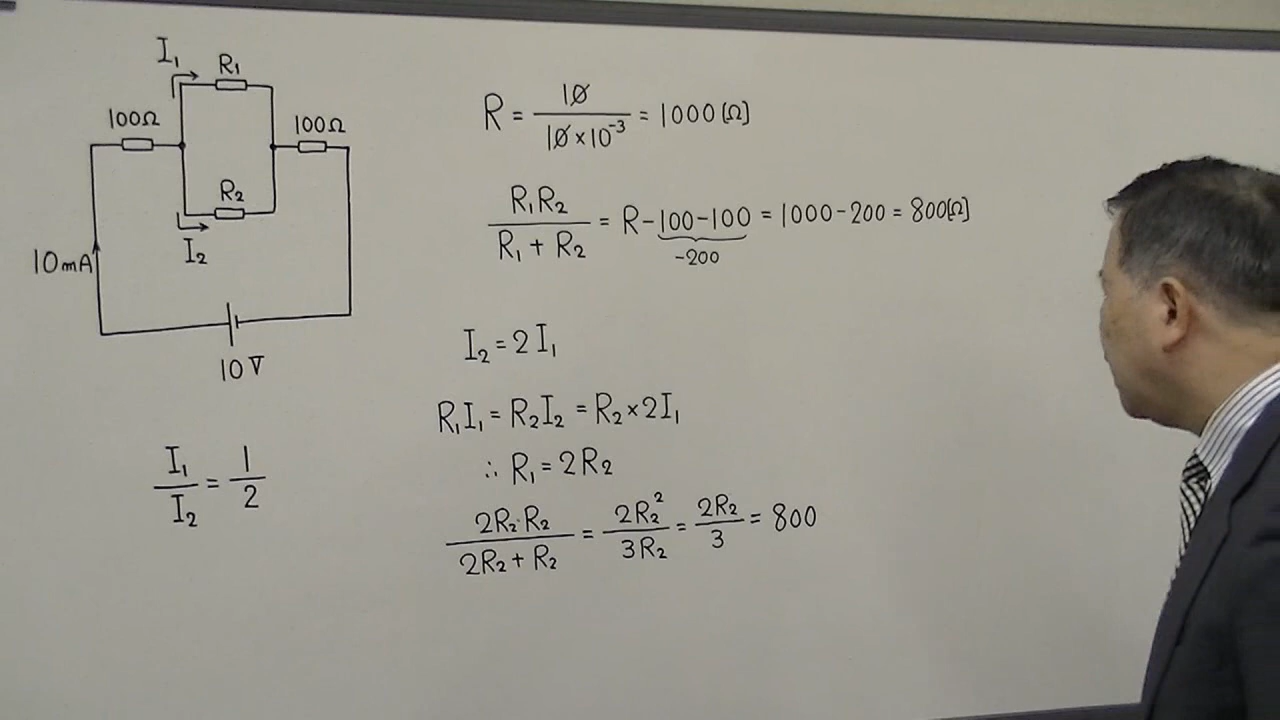 I₁
R₁
100Ω
100Ω
R₂
I₂
10mA
10V
I₁/I₂ = 1/2
R = 10/(10×10⁻³) = 1000[Ω]
R₁R₂/(R₁ + R₂) = R-100-100 = 1000-200 = 800[Ω]
-200
I₂ = 2I₁
R₁I₁ = R₂I₂ = R₂×2I₁
∴ R₁ = 2R₂
2R₂·R₂/(2R₂ + R₂) = 2R₂²/3R₂ = 2R₂/3 = 800